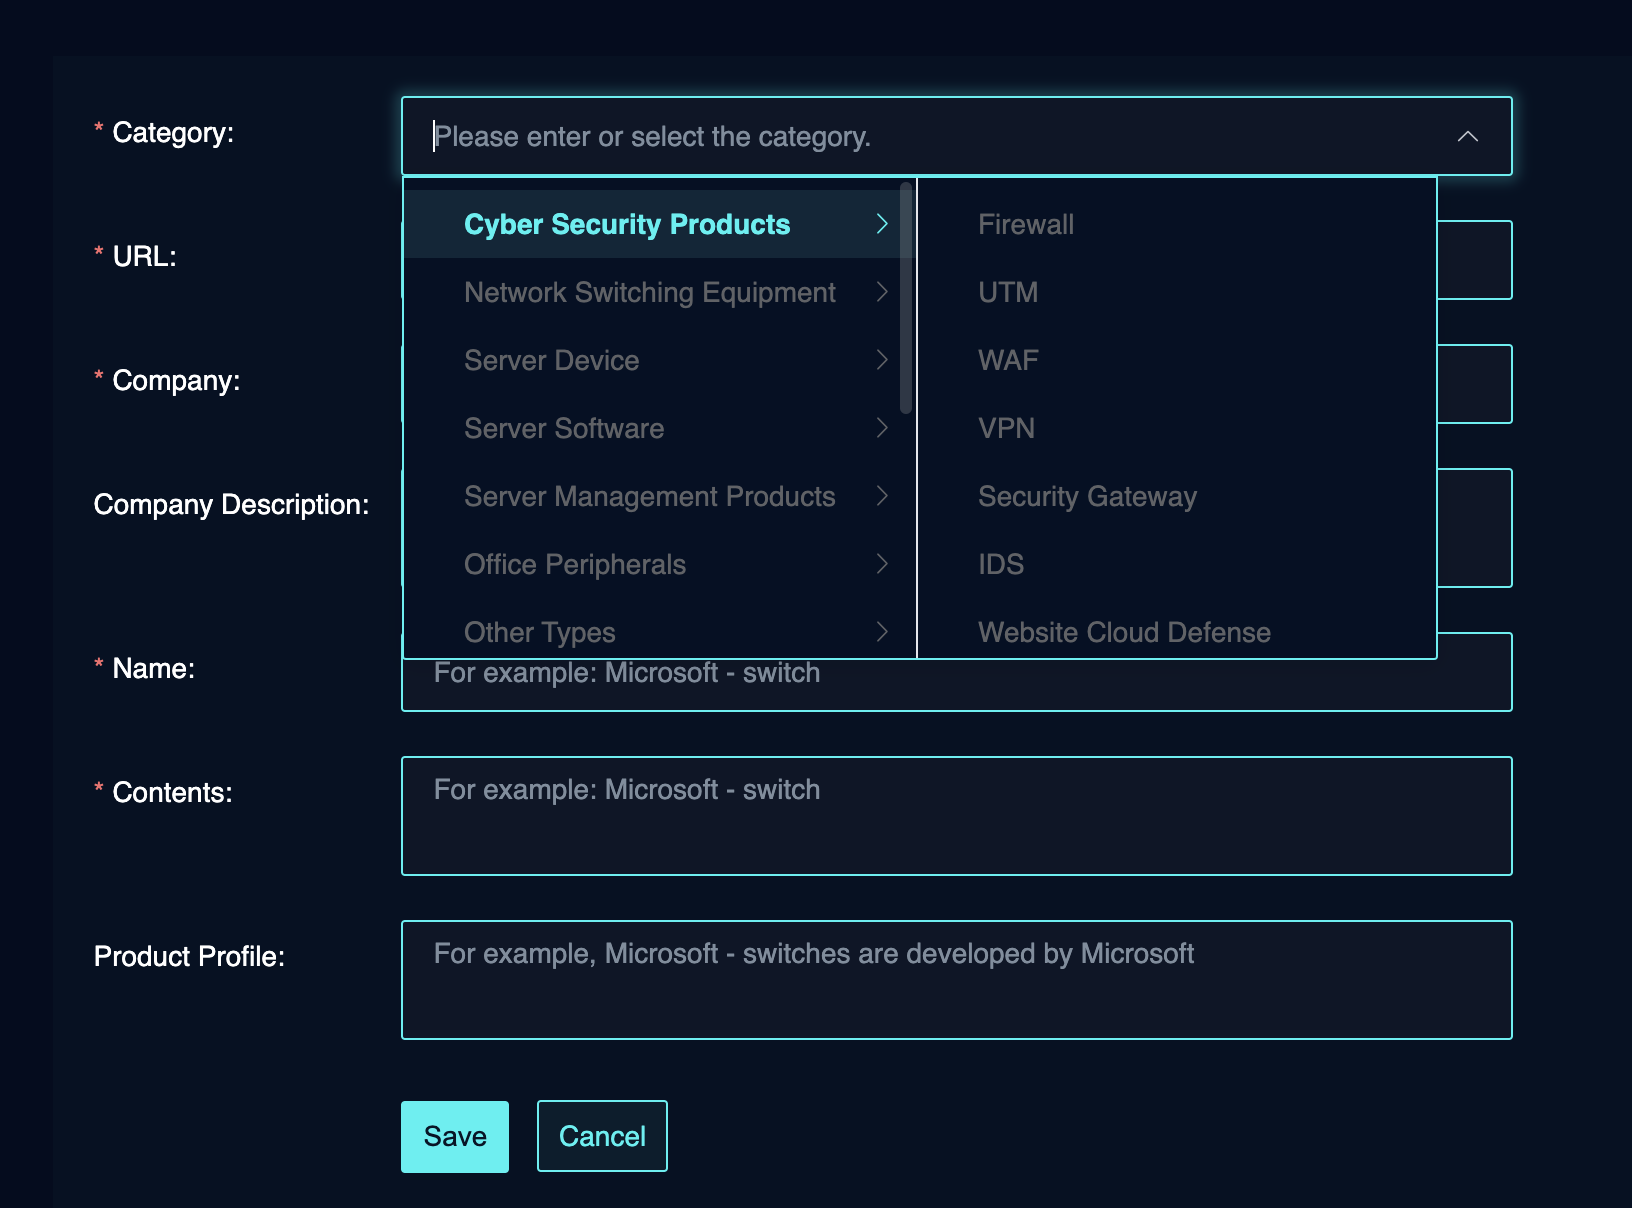 * Category:
Please enter or select the category.
Cyber Security Products
Network Switching Equipment
Server Device
Server Software
Server Management Products
Office Peripherals
Other Types
Firewall
UTM
WAF
VPN
Security Gateway
IDS
Website Cloud Defense
* URL:
* Company:
Company Description:
* Name:
For example: Microsoft - switch
* Contents:
For example: Microsoft - switch
Product Profile:
For example, Microsoft - switches are developed by Microsoft
Save
Cancel